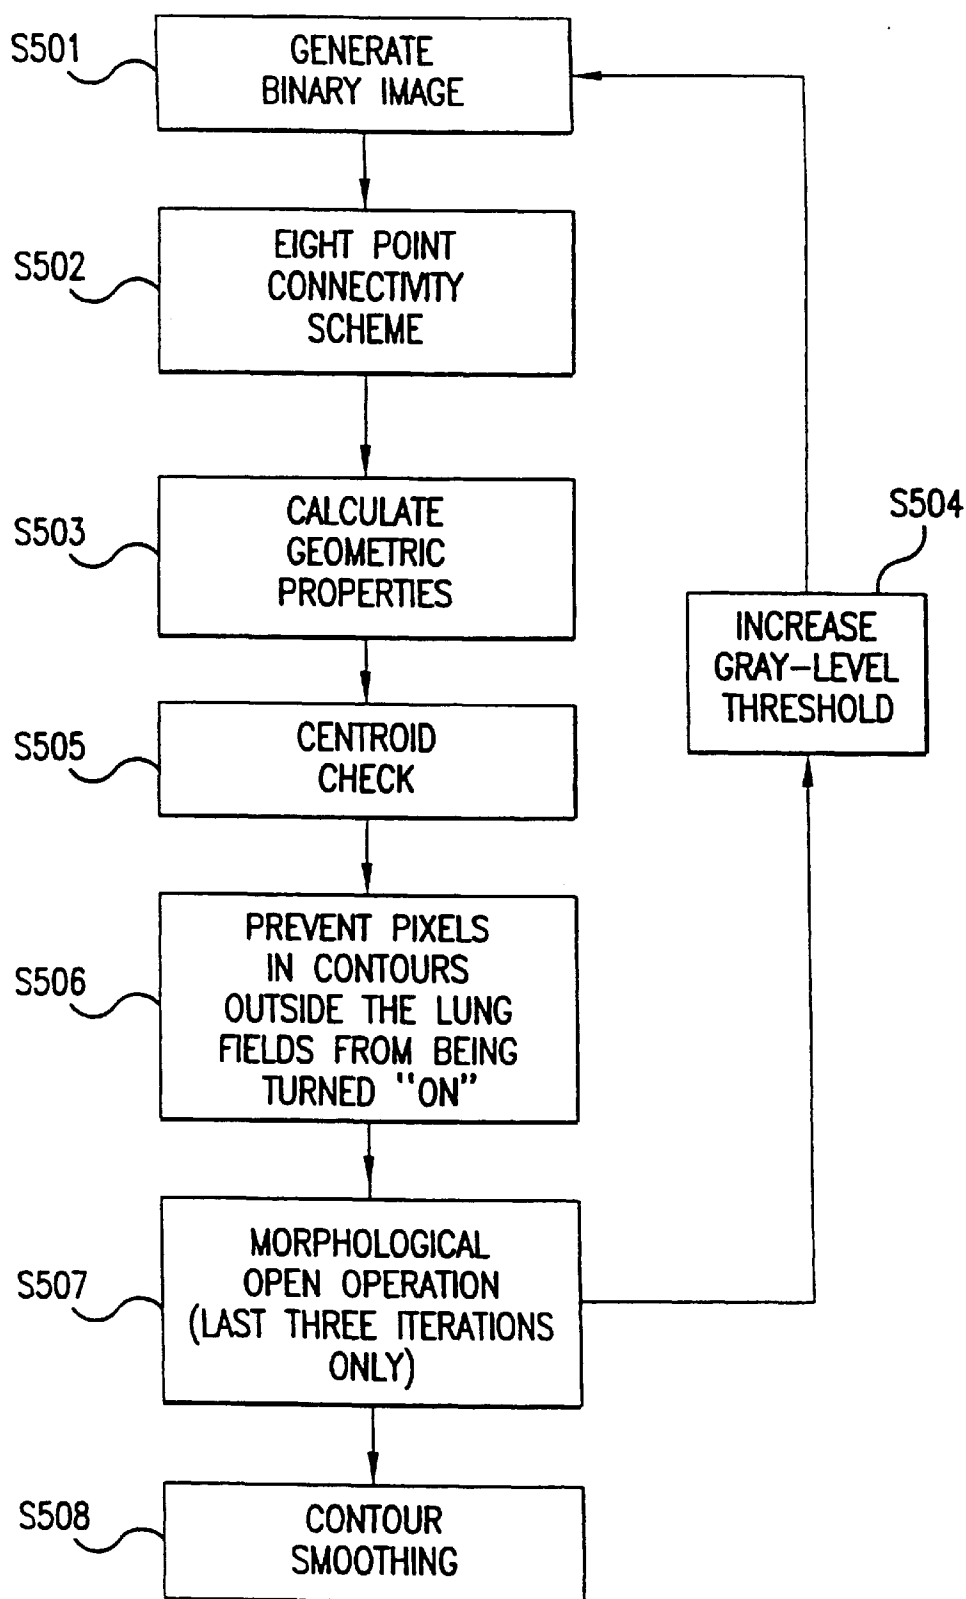 S501
GENERATE
BINARY IMAGE
S502
EIGHT POINT
CONNECTIVITY
SCHEME
S503
CALCULATE
GEOMETRIC
PROPERTIES
S504
INCREASE
GRAY-LEVEL
THRESHOLD
S505
CENTROID
CHECK
S506
PREVENT PIXELS
IN CONTOURS
OUTSIDE THE LUNG
FIELDS FROM BEING
TURNED "ON"
S507
MORPHOLOGICAL
OPEN OPERATION
(LAST THREE ITERATIONS
ONLY)
S508
CONTOUR
SMOOTHING